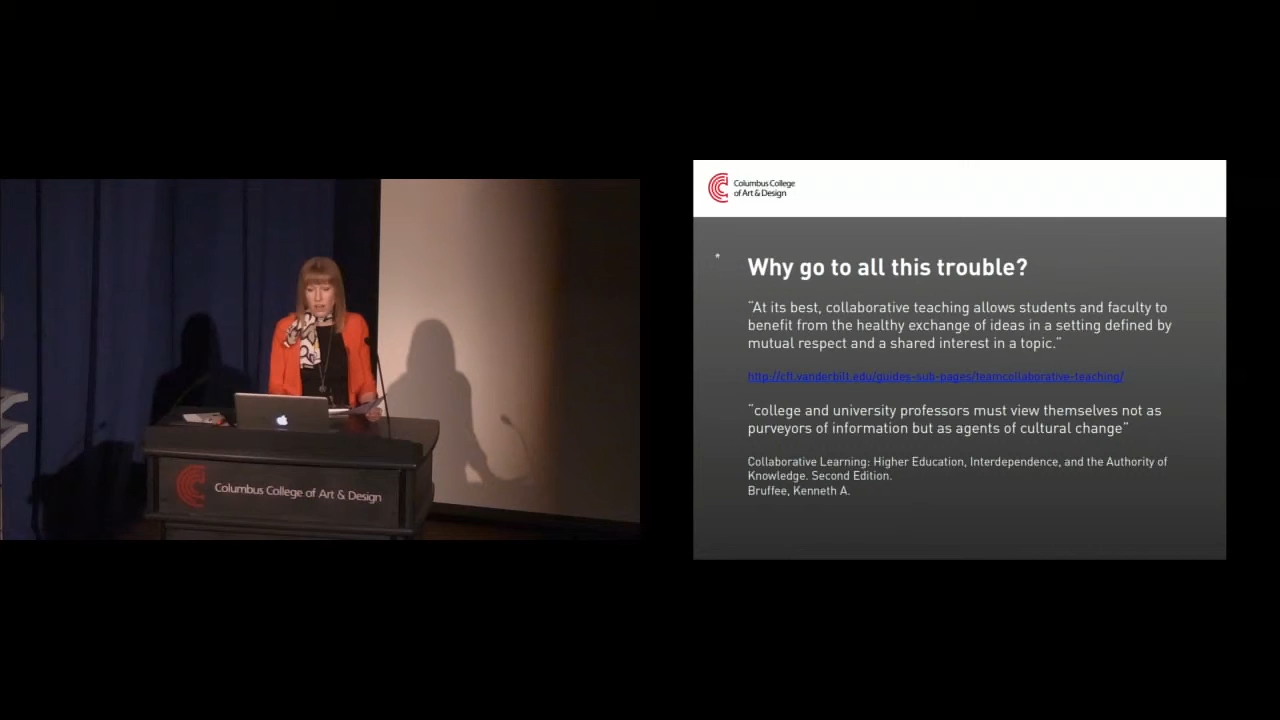 Columbus College of Art & Design
Columbus College
of Art & Design
*
Why go to all this trouble?
“At its best, collaborative teaching allows students and faculty to
benefit from the healthy exchange of ideas in a setting defined by
mutual respect and a shared interest in a topic.”
http://cft.vanderbilt.edu/guides-sub-pages/teamcollaborative-teaching/
“college and university professors must view themselves not as
purveyors of information but as agents of cultural change”
Collaborative Learning: Higher Education, Interdependence, and the Authority of
Knowledge. Second Edition.
Bruffee, Kenneth A.